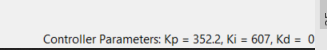 Controller Parameters: Kp = 352.2, Ki = 607, Kd = 0